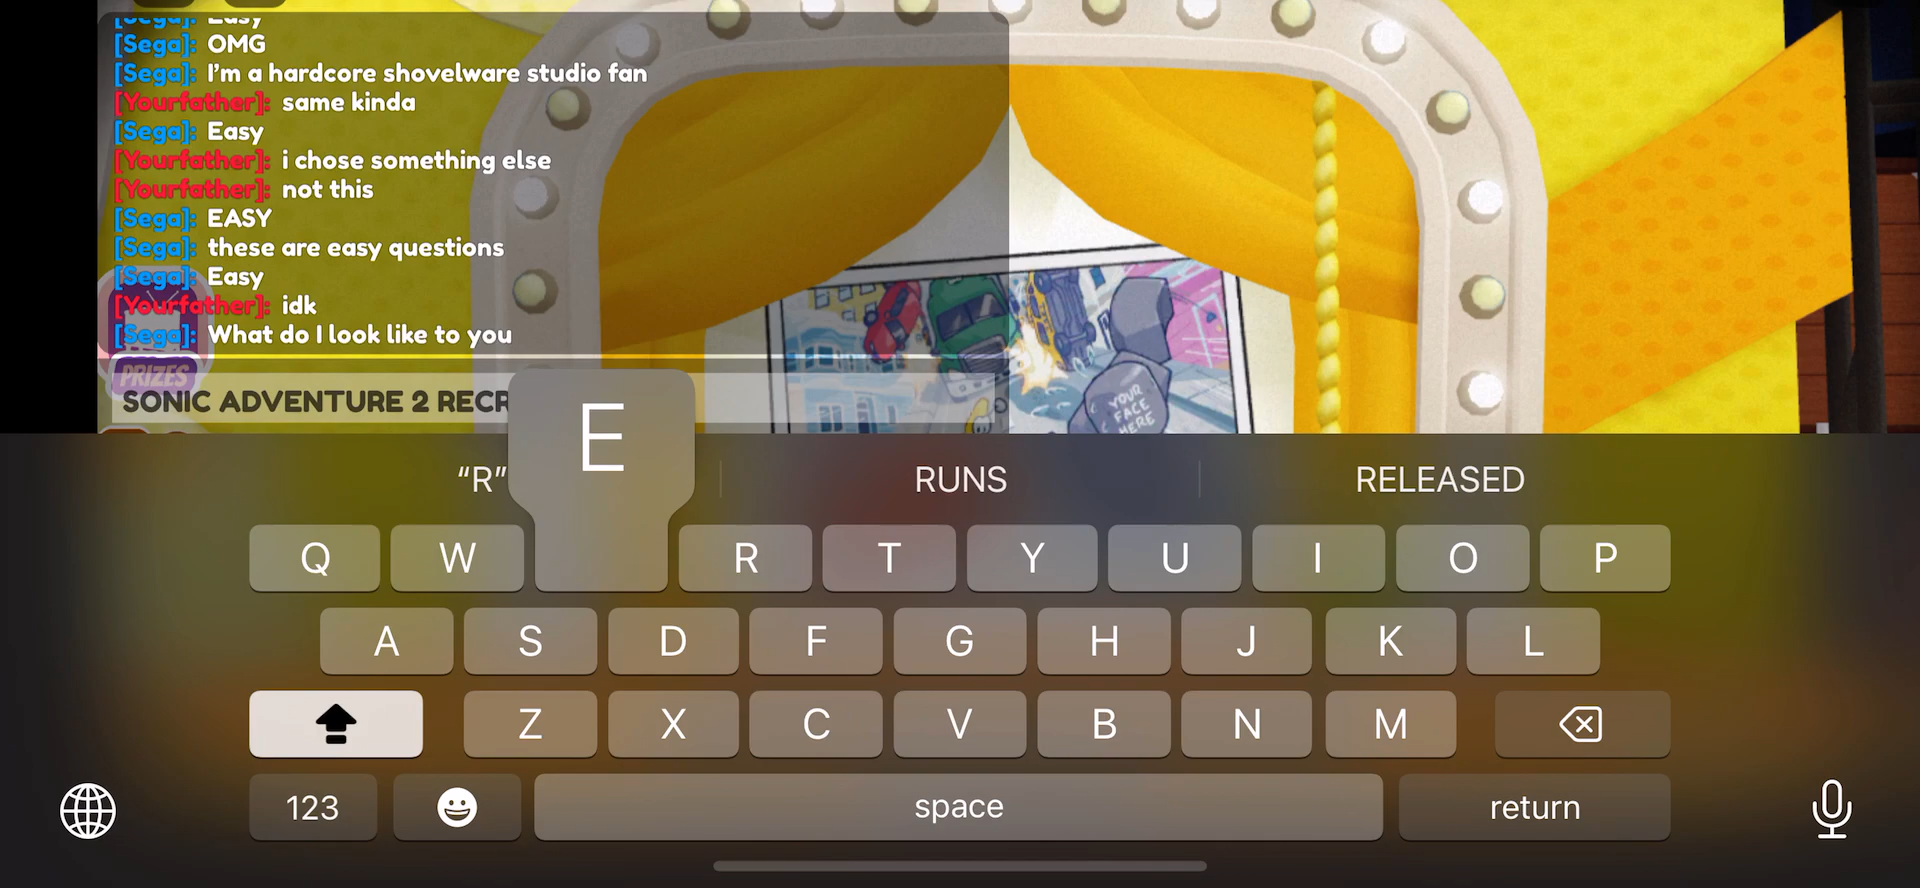 [Sega]: Easy
[Sega]: OMG
[Sega]: I'm a hardcore shovelware studio fan
[Yourfather]: same kinda
[Sega]: Easy
[Yourfather]: i chose something else
[Yourfather]: not this
[Sega]: EASY
[Sega]: these are easy questions
[Sega]: Easy
[Yourfather]: idk
[Sega]: What do I look like to you
PRIZES
SONIC ADVENTURE 2 RECR
YOUR
FACE
HERE
E
“R”
RUNS
RELEASED
Q W R T Y U I O P
A S D F G H J K L
Z X C V B N M
123
space
return